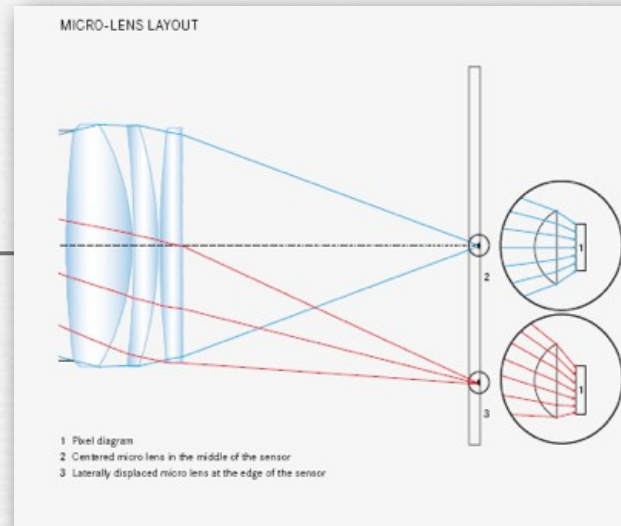 MICRO-LENS LAYOUT
1
2
1
3
1 Pixel diagram
2 Centered micro lens in the middle of the sensor
3 Laterally displaced micro lens at the edge of the sensor